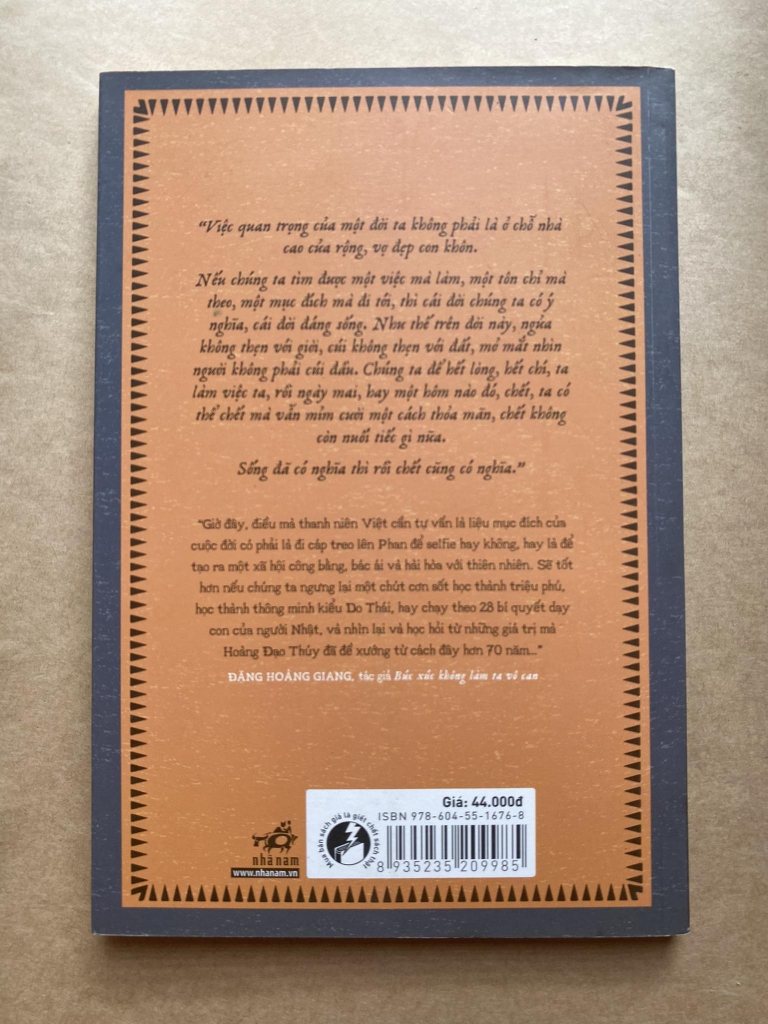 “Việc quan trọng của một đời ta không phải là ở chỗ nhà
cao cửa rộng, vợ đẹp con khôn.
Nếu chúng ta tìm được một việc mà làm, một tôn chỉ mà
theo, một mục đích mà đi tới, thì cái đời chúng ta có ý
nghĩa, cái đời đáng sống. Như thế trên đời này, ngửa
không thẹn với giời, cúi không thẹn với đất, mở mắt nhìn
người không phải cúi đầu. Chúng ta để hết lòng, hết chí, ta
làm việc ta, rồi ngày mai, hay một hôm nào đó, chết, ta có
thể chết mà vẫn mỉm cười một cách thỏa mãn, chết không
còn nuối tiếc gì nữa.
Sống đã có nghĩa thì rồi chết cũng có nghĩa.”
“Giờ đây, điều mà thanh niên Việt cần tự vấn là liệu mục đích của
cuộc đời có phải là đi cáp treo lên Phan để selfie hay không, hay là để
tạo ra một xã hội công bằng, bác ái và hài hòa với thiên nhiên. Sẽ tốt
hơn nếu chúng ta ngưng lại một chút cơn sốt học thành triệu phú,
học thành thông minh kiểu Do Thái, hay chạy theo 28 bí quyết dạy
con của người Nhật, và nhìn lại và học hỏi từ những giá trị mà
Hoàng Đạo Thúy đã đề xướng từ cách đây hơn 70 năm...”
ĐẶNG HOÀNG GIANG, tác giả Bức xúc không làm ta vô can
Giá: 44.000đ
ISBN 978-604-55-1676-8
8 935235 209985
Mua bán sách giả là giết chết sách thật
nhã nam
www.nhanam.vn